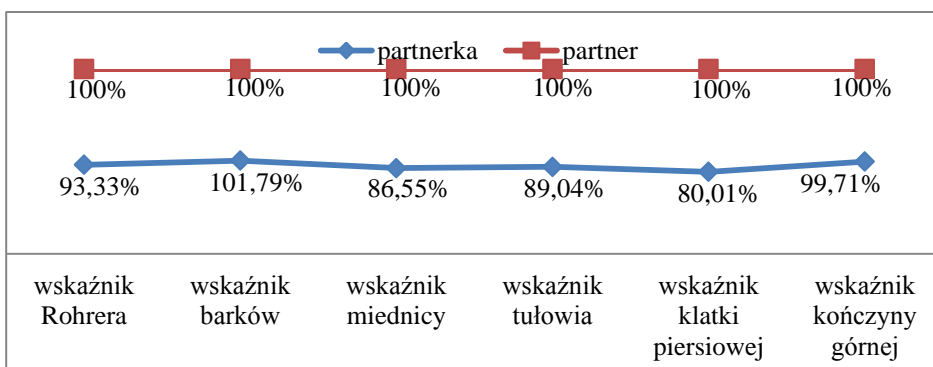 partnerka partner
100% 100% 100% 100% 100% 100%
93,33% 101,79% 86,55% 89,04% 80,01% 99,71%
wskaźnik wskaźnik wskaźnik wskaźnik wskaźnik wskaźnik
Rohrera barków miednicy tułowia klatki kończyny
piersiowej górnej